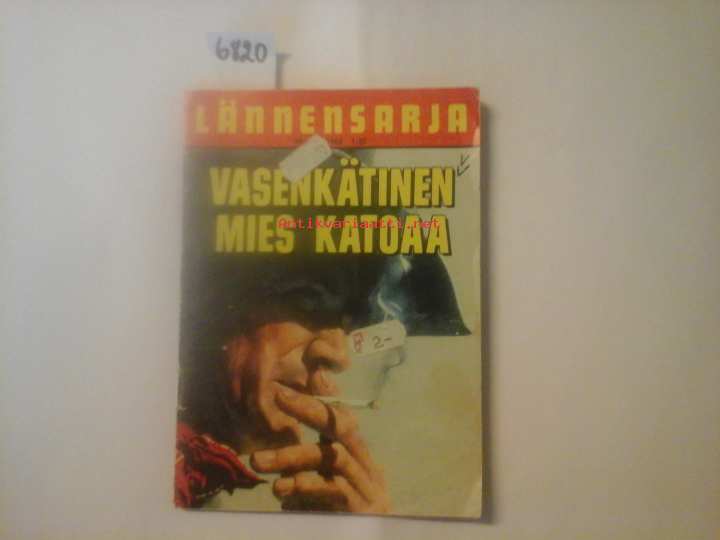 6820
LÄNNENSARJA
VASENKÄTINEN
Antikvariaatti.net
MIES KATOAA
2-